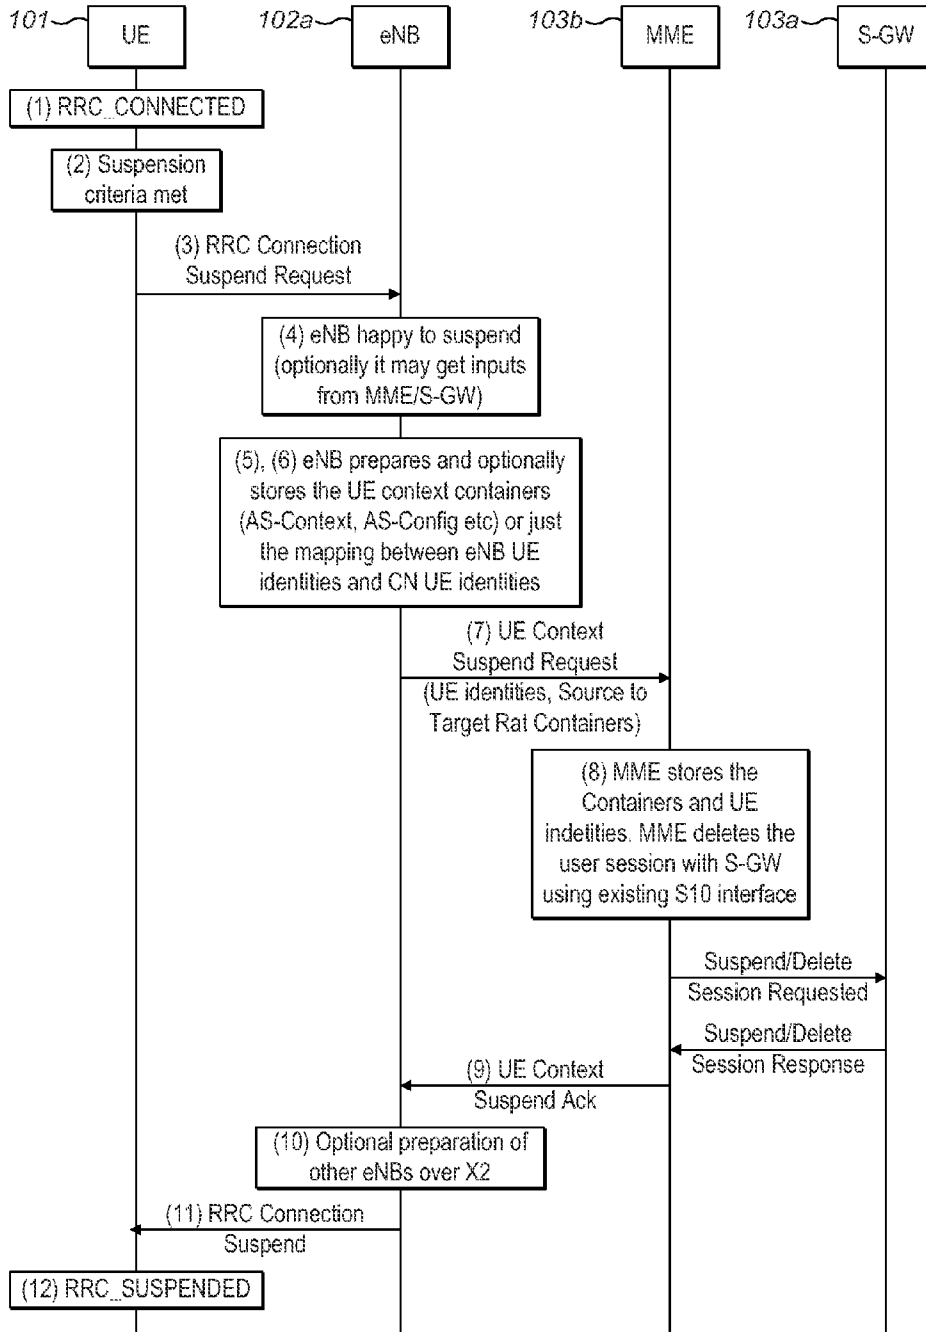 101 102a 103b 103a
UE eNB MME S-GW
(1) RRC_CONNECTED
(2) Suspension
criteria met
(3) RRC Connection
Suspend Request
(4) eNB happy to suspend
(optionally it may get inputs
from MME/S-GW)
(5), (6) eNB prepares and optionally
stores the UE context containers
(AS-Context, AS-Config etc) or just
the mapping between eNB UE
identities and CN UE identities
(7) UE Context
Suspend Request
(UE identities, Source to
Target Rat Containers)
(8) MME stores the
Containers and UE
indetities. MME deletes the
user session with S-GW
using existing S10 interface
Suspend/Delete
Session Requested
Suspend/Delete
Session Response
(9) UE Context
Suspend Ack
(10) Optional preparation of
other eNBs over X2
(11) RRC Connection
Suspend
(12) RRC_SUSPENDED